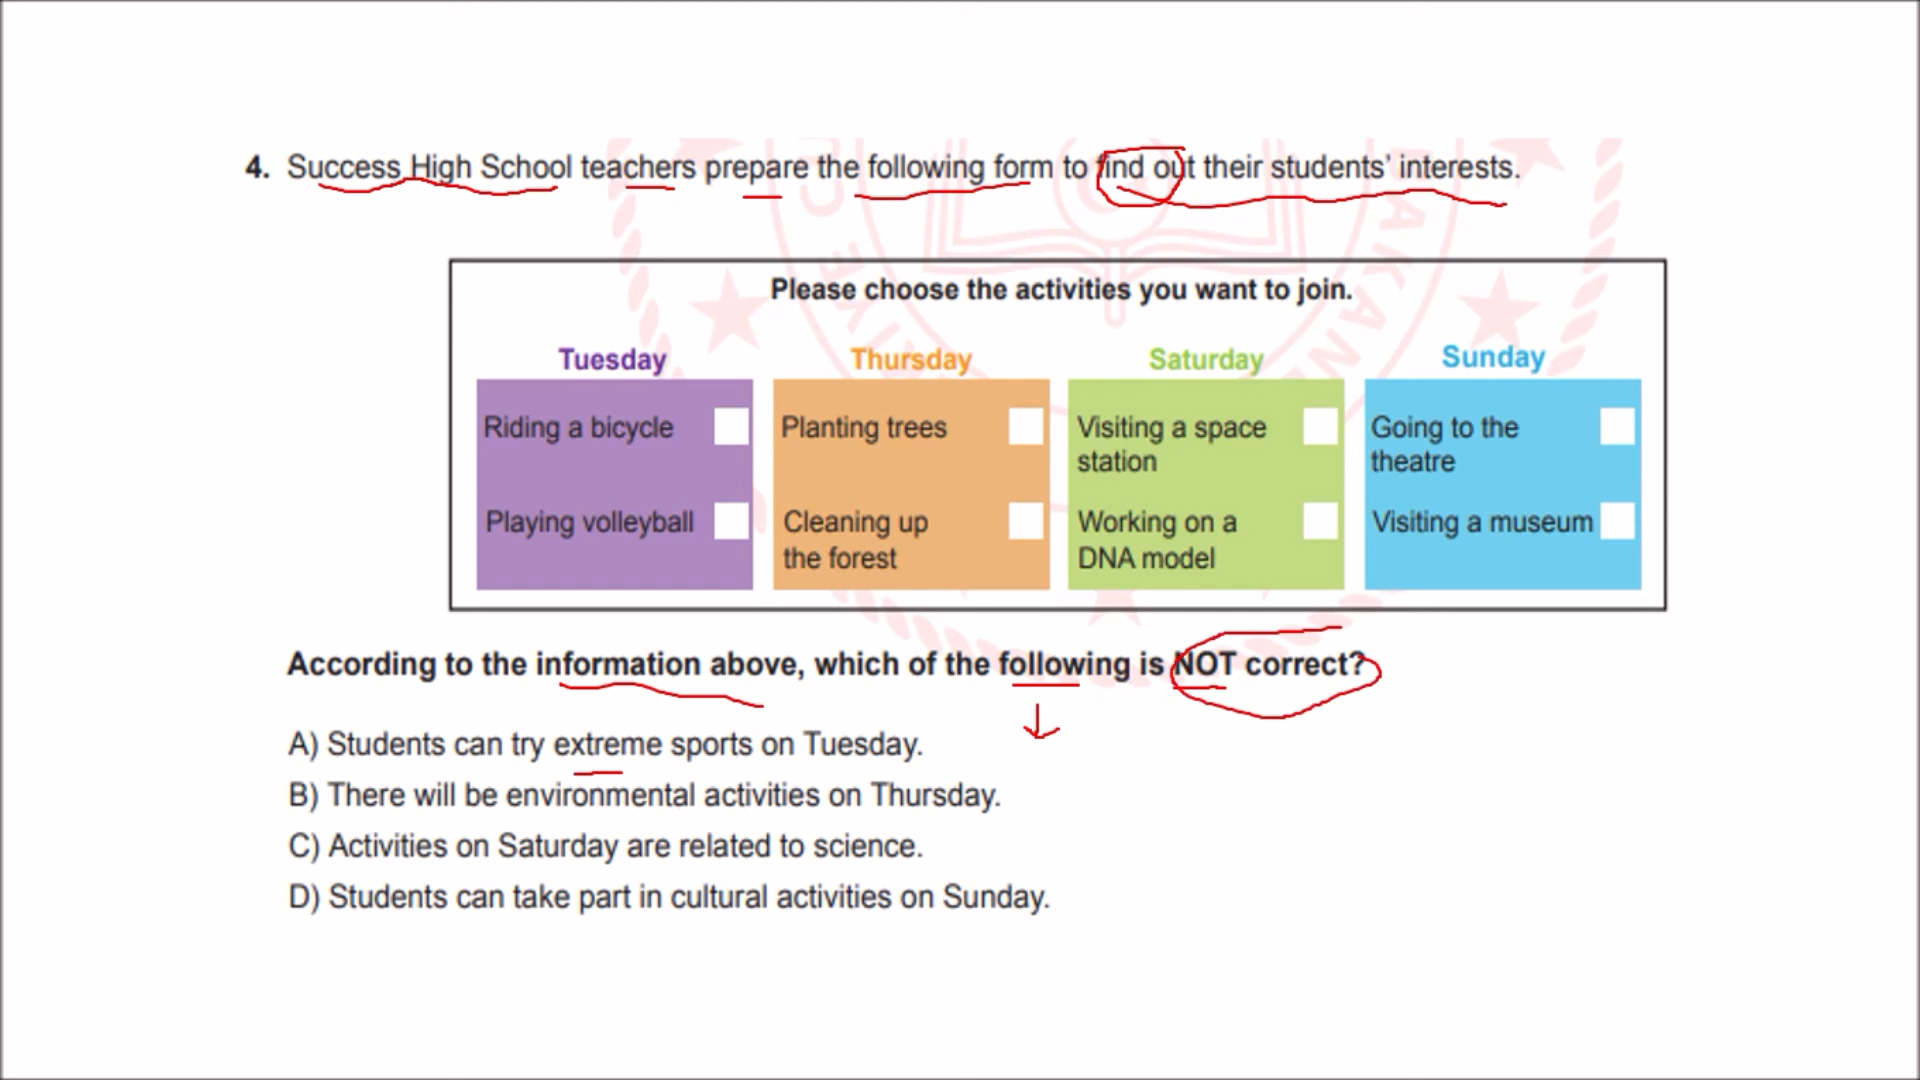 4. Success High School teachers prepare the following form to find out their students' interests.
Please choose the activities you want to join.
Tuesday
Riding a bicycle
Playing volleyball
Thursday
Planting trees
Cleaning up
the forest
Saturday
Visiting a space
station
Working on a
DNA model
Sunday
Going to the
theatre
Visiting a museum
According to the information above, which of the following is NOT correct?
A) Students can try extreme sports on Tuesday.
B) There will be environmental activities on Thursday.
C) Activities on Saturday are related to science.
D) Students can take part in cultural activities on Sunday.